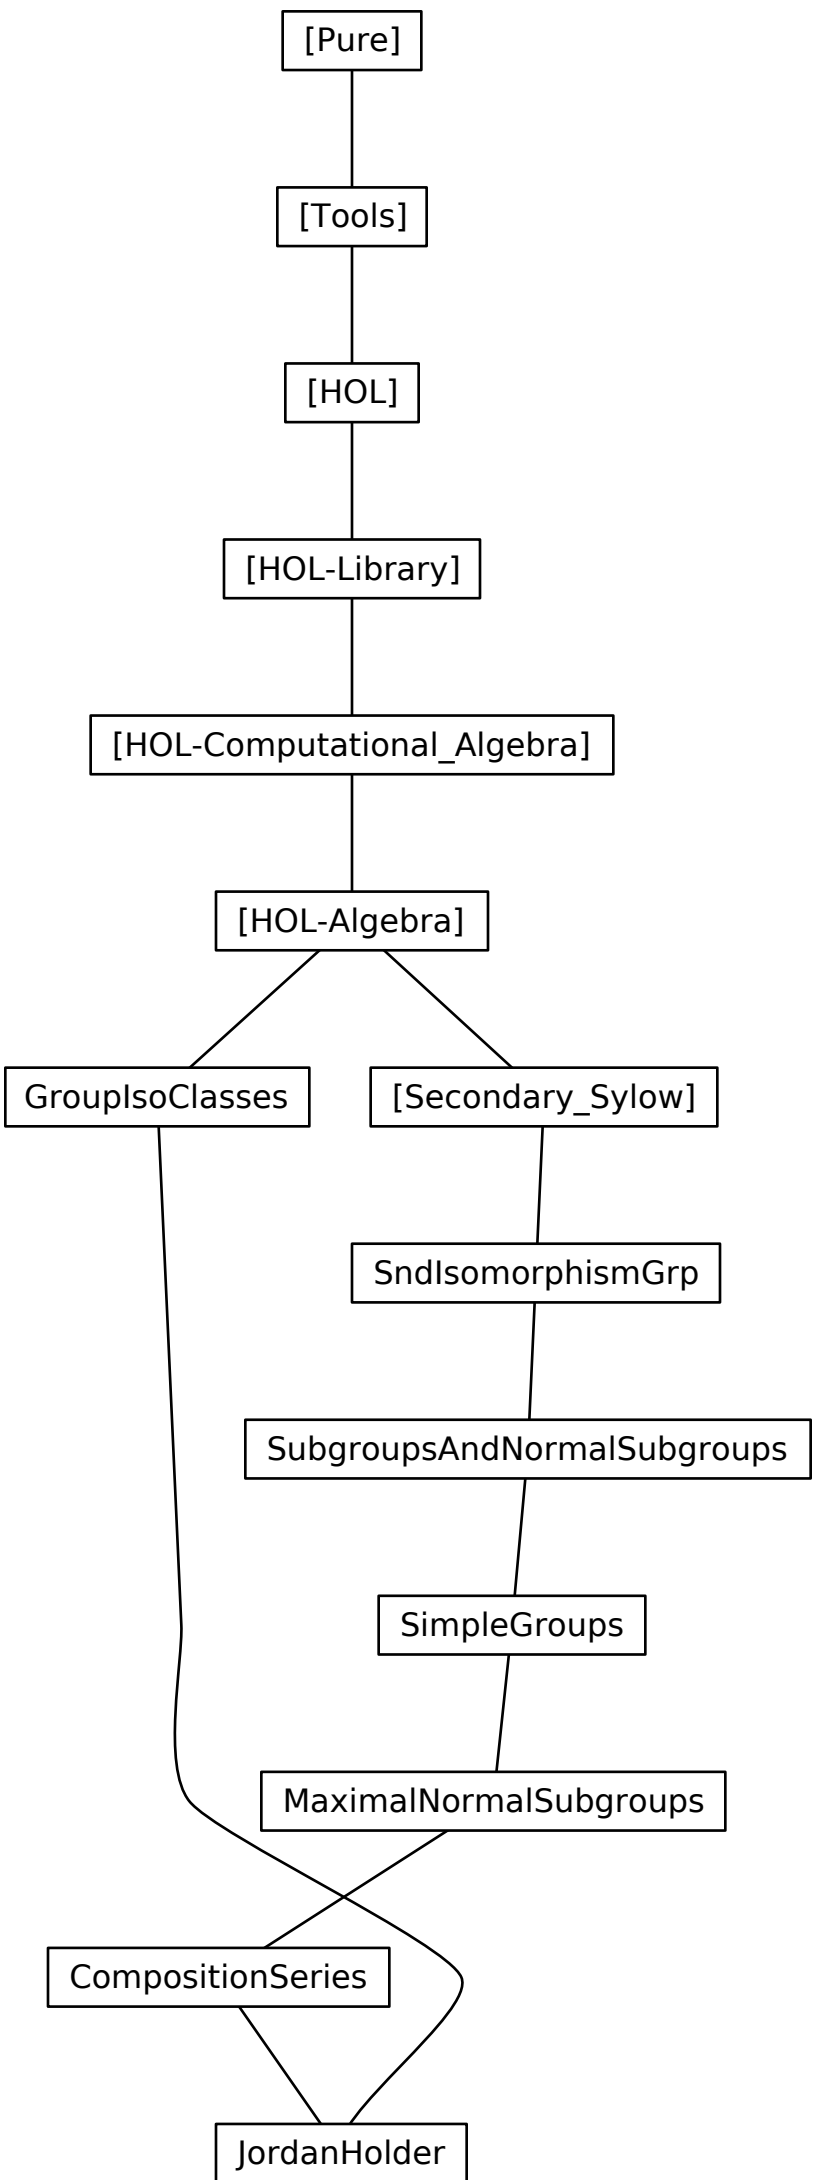 [Pure]
[Tools]
[HOL]
[HOL-Library]
[HOL-Computational_Algebra]
[HOL-Algebra]
GroupIsoClasses
[Secondary_Sylow]
SndIsomorphismGrp
SubgroupsAndNormalSubgroups
SimpleGroups
MaximalNormalSubgroups
CompositionSeries
JordanHolder